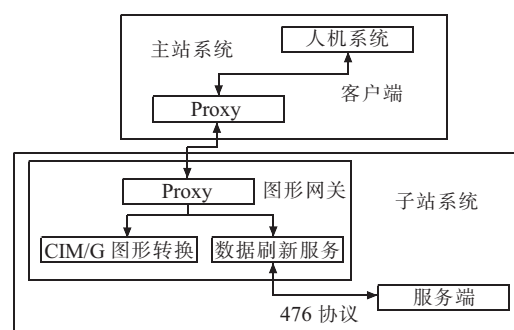 人机系统
主站系统
客户端
Proxy
Proxy
图形网关
子站系统
CIM/G 图形转换
数据刷新服务
服务端
476 协议